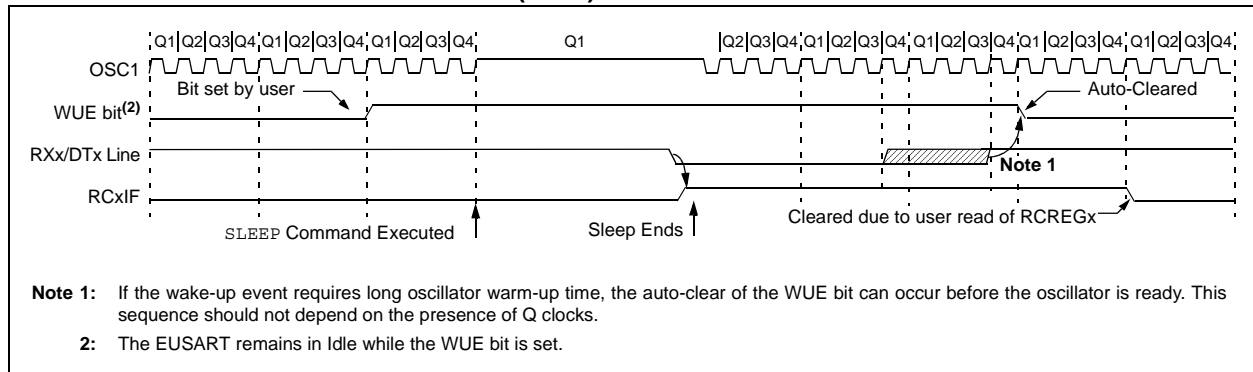 Q1 Q2 Q3 Q4 Q1 Q2 Q3 Q4 Q1 Q2 Q3 Q4 Q1 Q2 Q3 Q4 Q1 Q2 Q3 Q4 Q1 Q2 Q3 Q4 Q1 Q2 Q3 Q4 Q1 Q2 Q3 Q4
OSC1
Bit set by user
Auto-Cleared
WUE bit(2)
RXx/DTx Line
Note 1
RCxIF
Cleared due to user read of RCREGx
SLEEP Command Executed
Sleep Ends
Note 1: If the wake-up event requires long oscillator warm-up time, the auto-clear of the WUE bit can occur before the oscillator is ready. This
sequence should not depend on the presence of Q clocks.
2: The EUSART remains in Idle while the WUE bit is set.